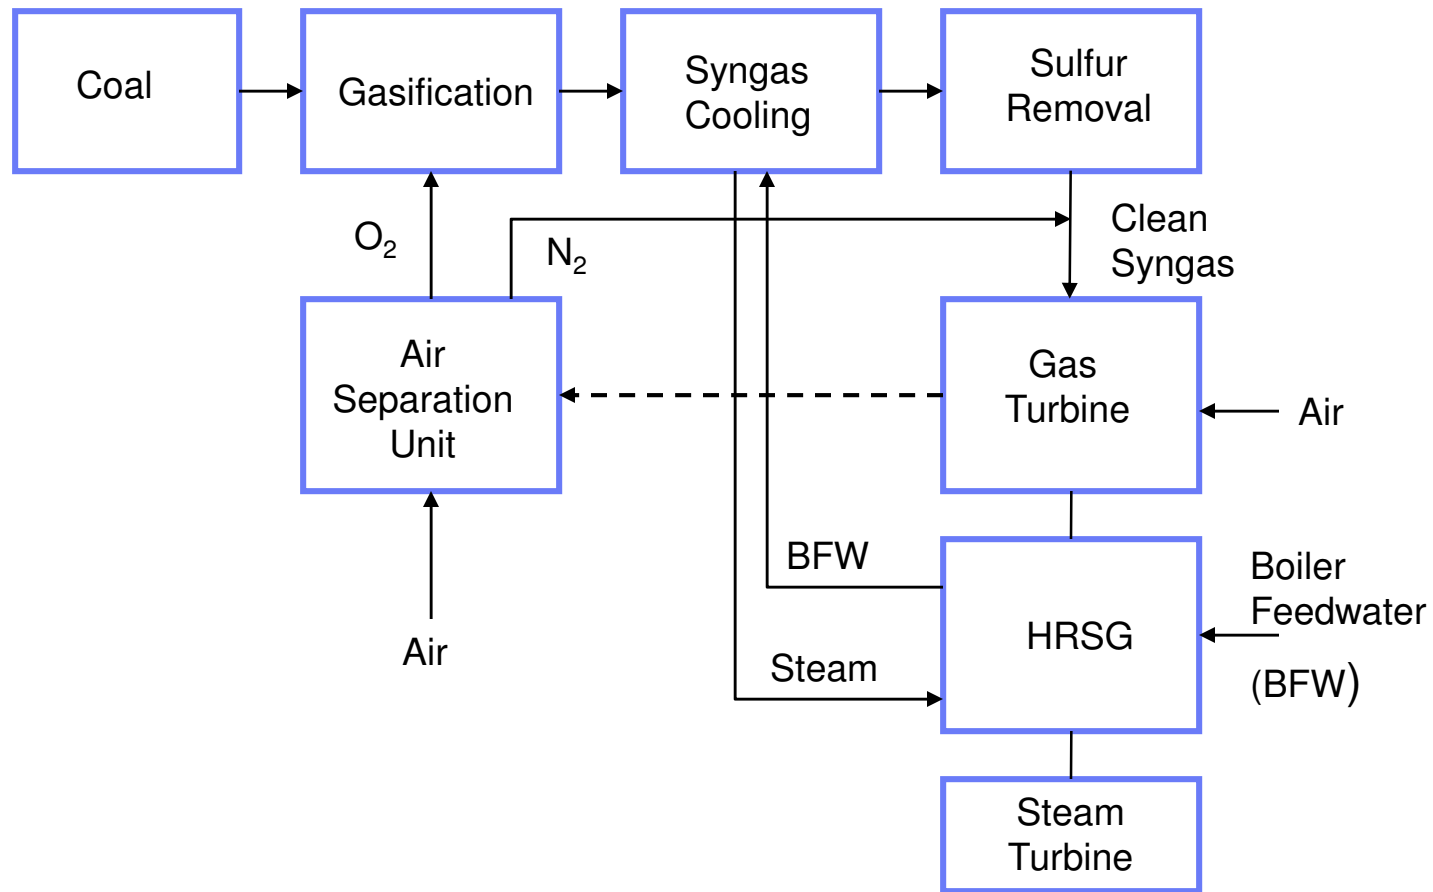 Coal
Gasification
Syngas
Cooling
Sulfur
Removal
O₂
N₂
Clean
Syngas
Air
Separation
Unit
Gas
Turbine
Air
Air
BFW
Steam
HRSG
Boiler
Feedwater
(BFW)
Steam
Turbine